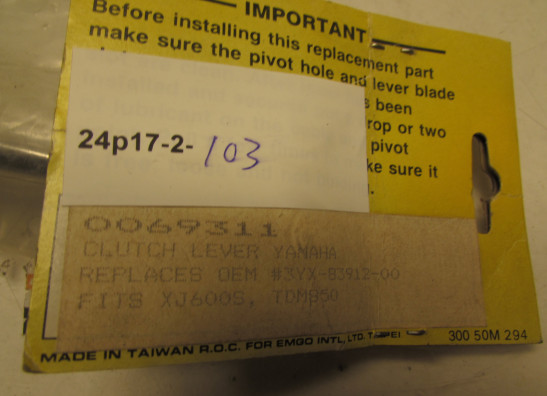 IMPORTANT
Before installing this replacement part
make sure the pivot hole and lever blade
been
rop or two
pivot
ke sure it
24p17-2-103
0069311
CLUTCH LEVER YAMAHA
REPLACES OEM #3YX-83912-00
FITS XJ600S, TDM850
MADE IN TAIWAN R.O.C. FOR EMGO INTL, LTD. TAIPEI
300 50M 294